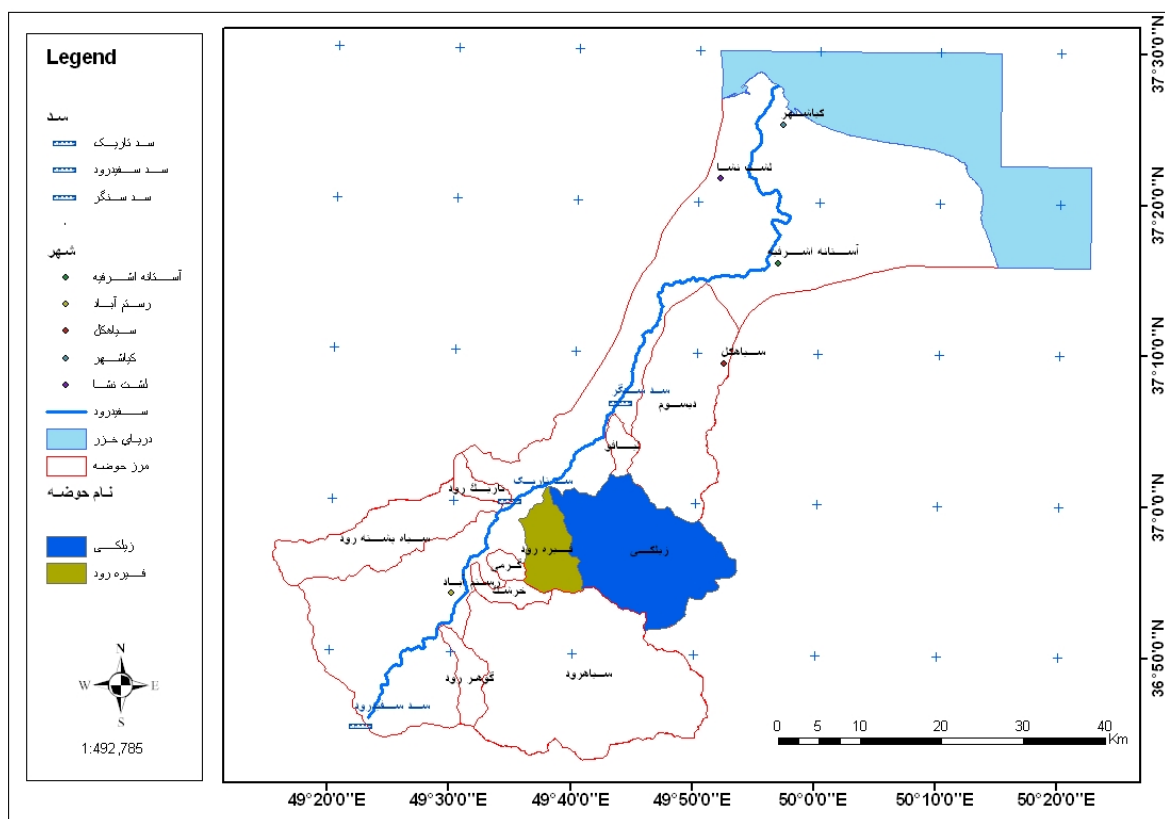 Legend
سد
سد تاریک
سد سفیدرود
سد سنگر
شهر
آستانه اشرفیه
رستم آباد
سیاهکل
کیاشهر
لشت نشا
سفیدرود
دریای خزر
مرز حوضه
نام حوضه
زیلکی
فیره رود
N
W E
S
1:492,785
کیاشهر
لشت نشا
آستانه اشرفیه
سیاهکل
سد سنگر
دیسوم
سد تاریک
تاریک رود
سیاه پشته رود
فیره رود
زیلکی
گرمی
رستم آباد
خرشک
گوهر رود
سیاهرود
سد سفیدرود
0 5 10 20 30 40
Km
37°30'0"N
37°20'0"N
37°10'0"N
37°0'0"N
36°50'0"N
49°20'0"E 49°30'0"E 49°40'0"E 49°50'0"E 50°0'0"E 50°10'0"E 50°20'0"E